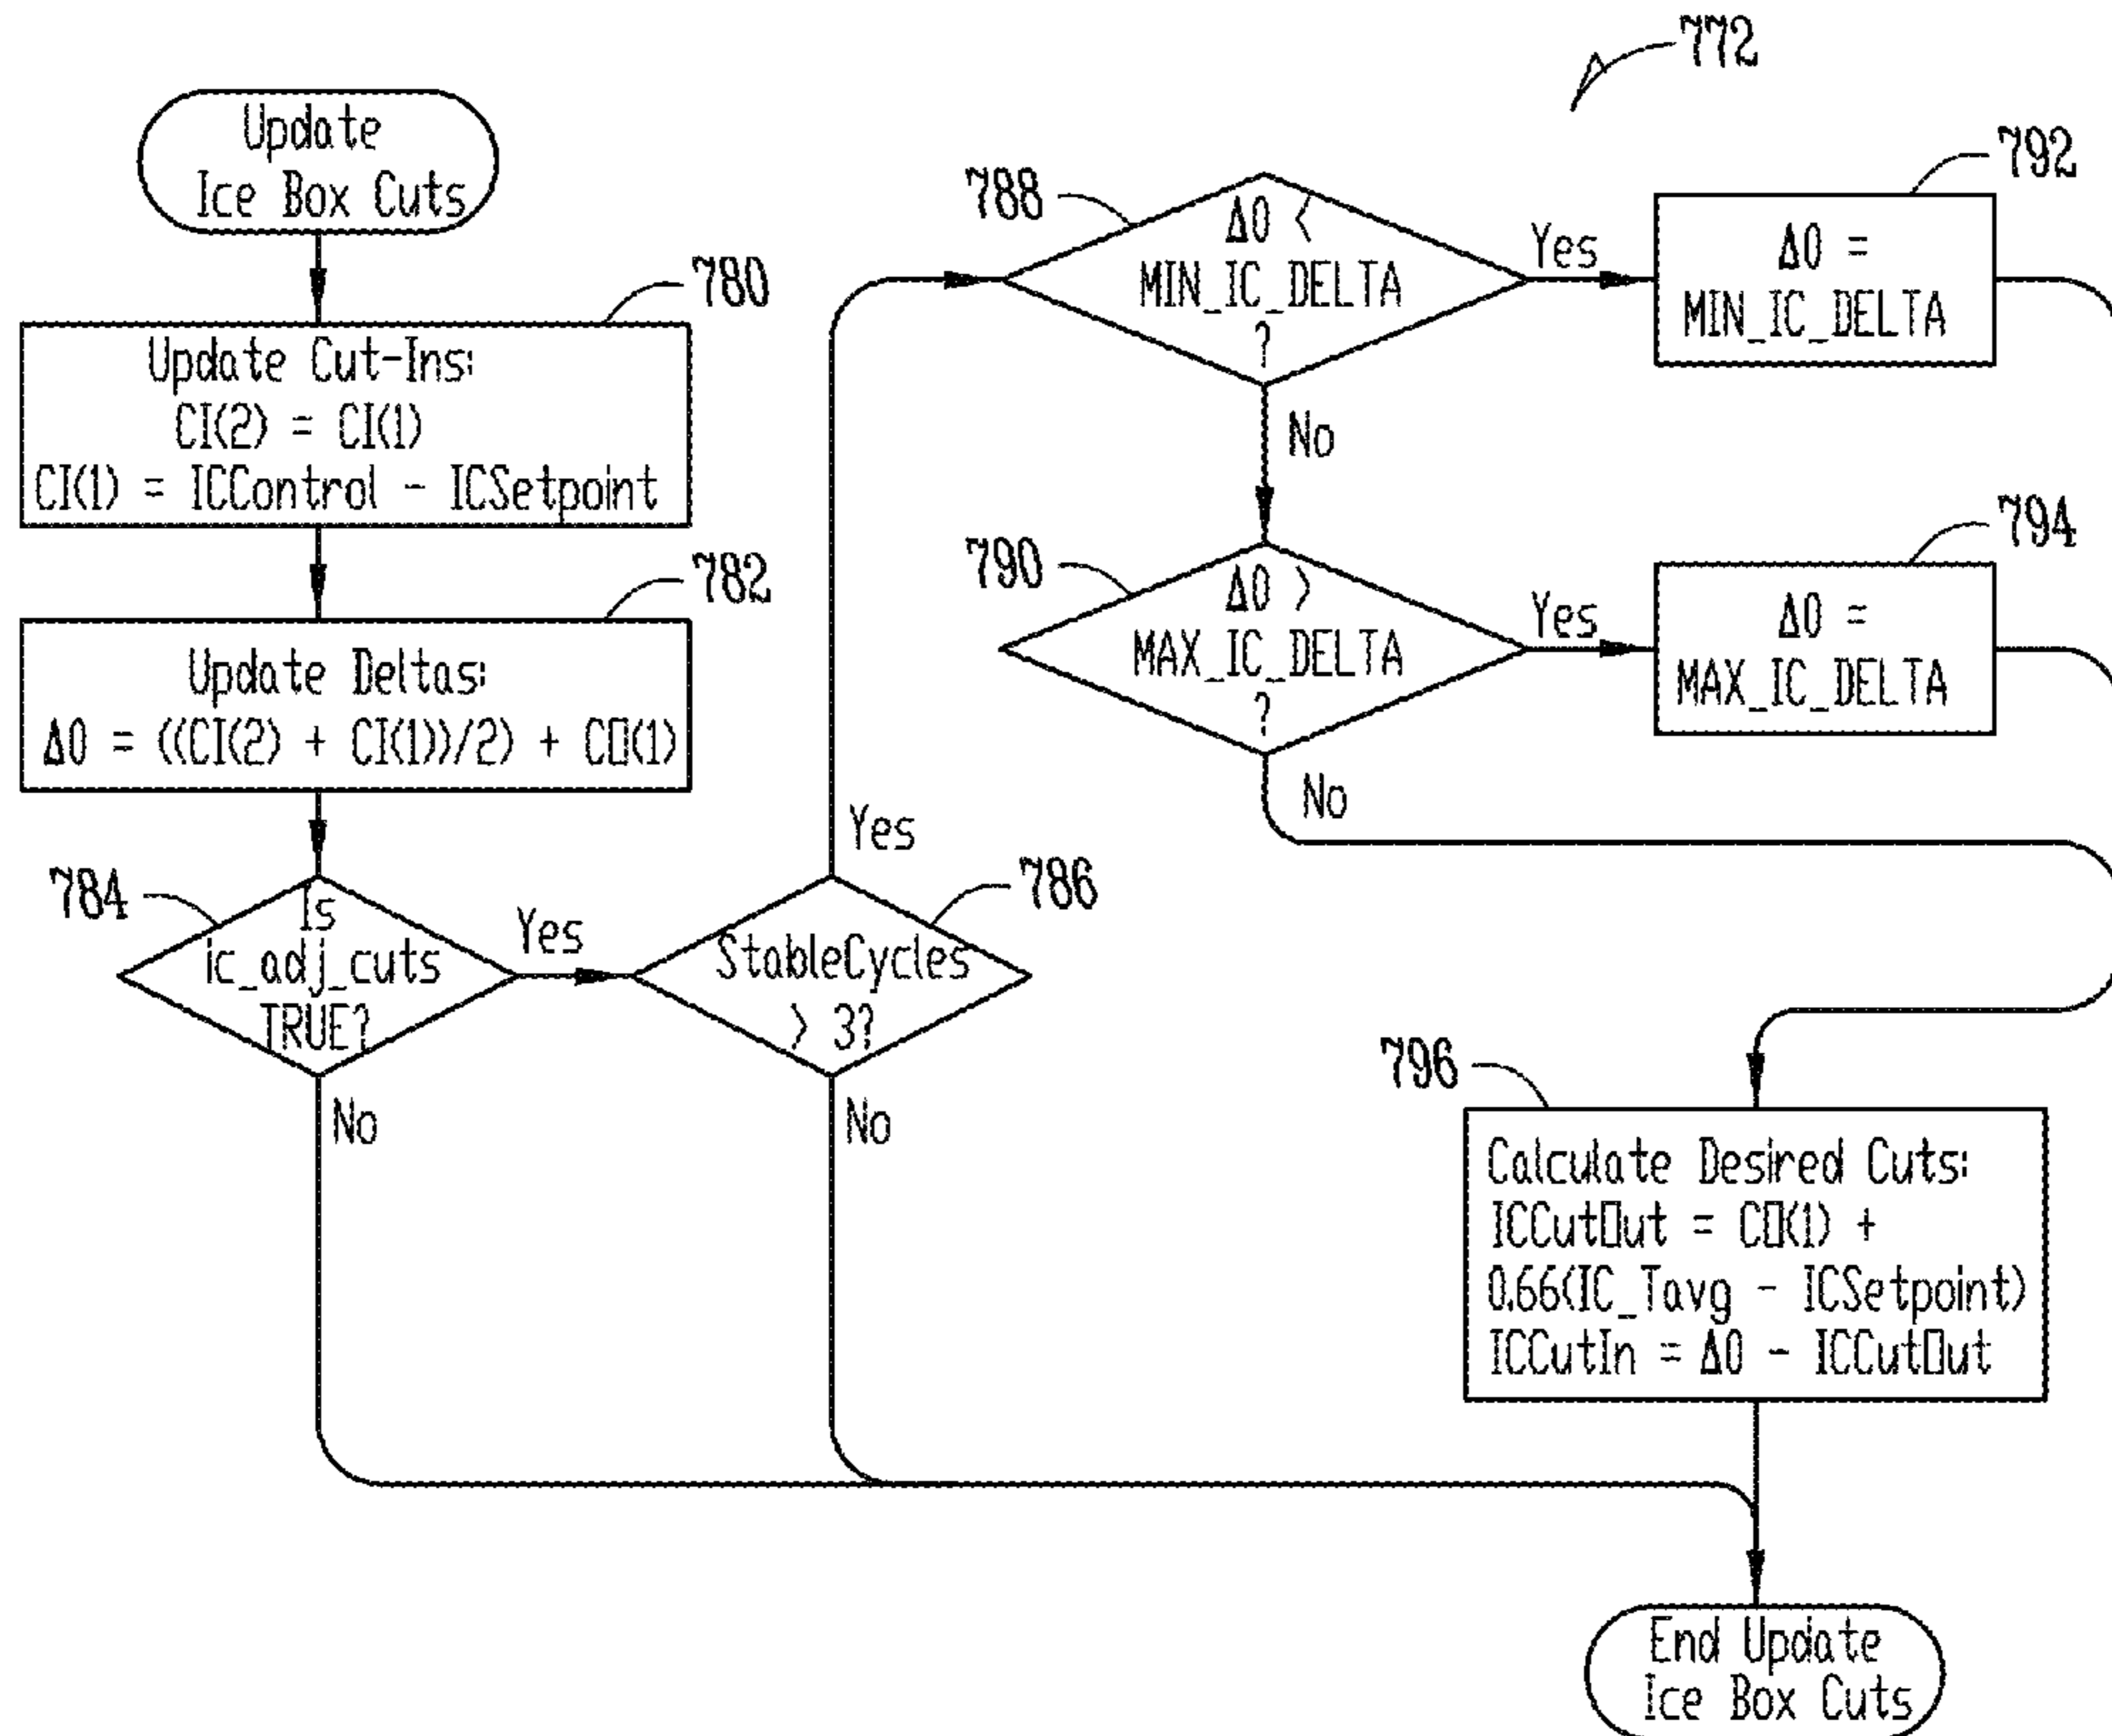 772
Update
Ice Box Cuts
780
Update Cut-Ins:
CI(2) = CI(1)
CI(1) = ICControl - ICSetpoint
782
Update Deltas:
Δ0 = ((CI(2) + CI(1))/2) + CO(1)
784
Is
ic_adj_cuts
TRUE?
Yes
No
786
StableCycles
> 3?
Yes
No
788
Δ0 <
MIN_IC_DELTA
?
Yes
No
792
Δ0 =
MIN_IC_DELTA
790
Δ0 >
MAX_IC_DELTA
?
Yes
No
794
Δ0 =
MAX_IC_DELTA
796
Calculate Desired Cuts:
ICCutOut = CO(1) +
0.66(IC_Tavg - ICSetpoint)
ICCutIn = Δ0 - ICCutOut
End Update
Ice Box Cuts